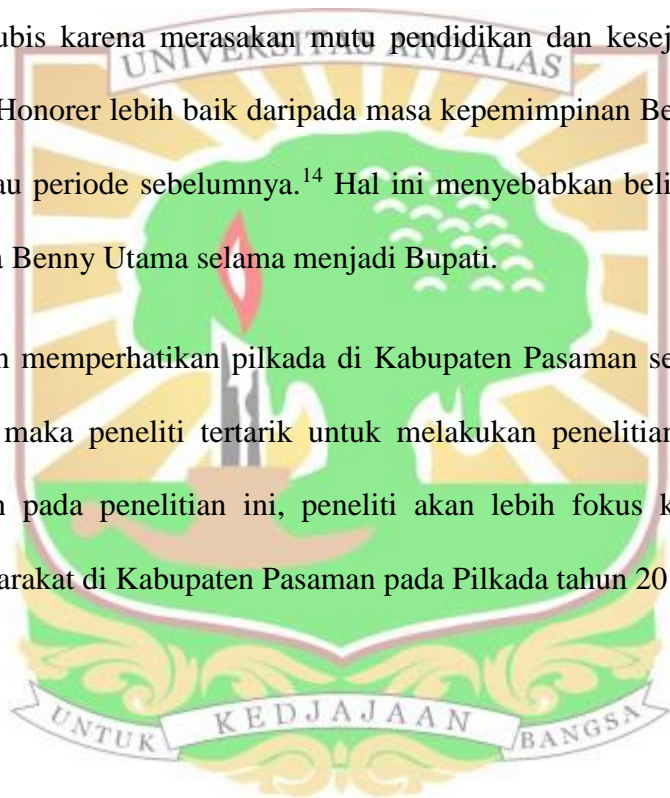 ubis karena merasakan mutu pendidikan dan kesej
UNIVERSITAS ANDALAS
Honorer lebih baik daripada masa kepemimpinan Be
au periode sebelumnya.14 Hal ini menyebabkan beli
Benny Utama selama menjadi Bupati.
memperhatikan pilkada di Kabupaten Pasaman se
maka peneliti tertarik untuk melakukan penelitian
pada penelitian ini, peneliti akan lebih fokus k
arakat di Kabupaten Pasaman pada Pilkada tahun 20
UNTUK KEDJAJAAN BANGSA